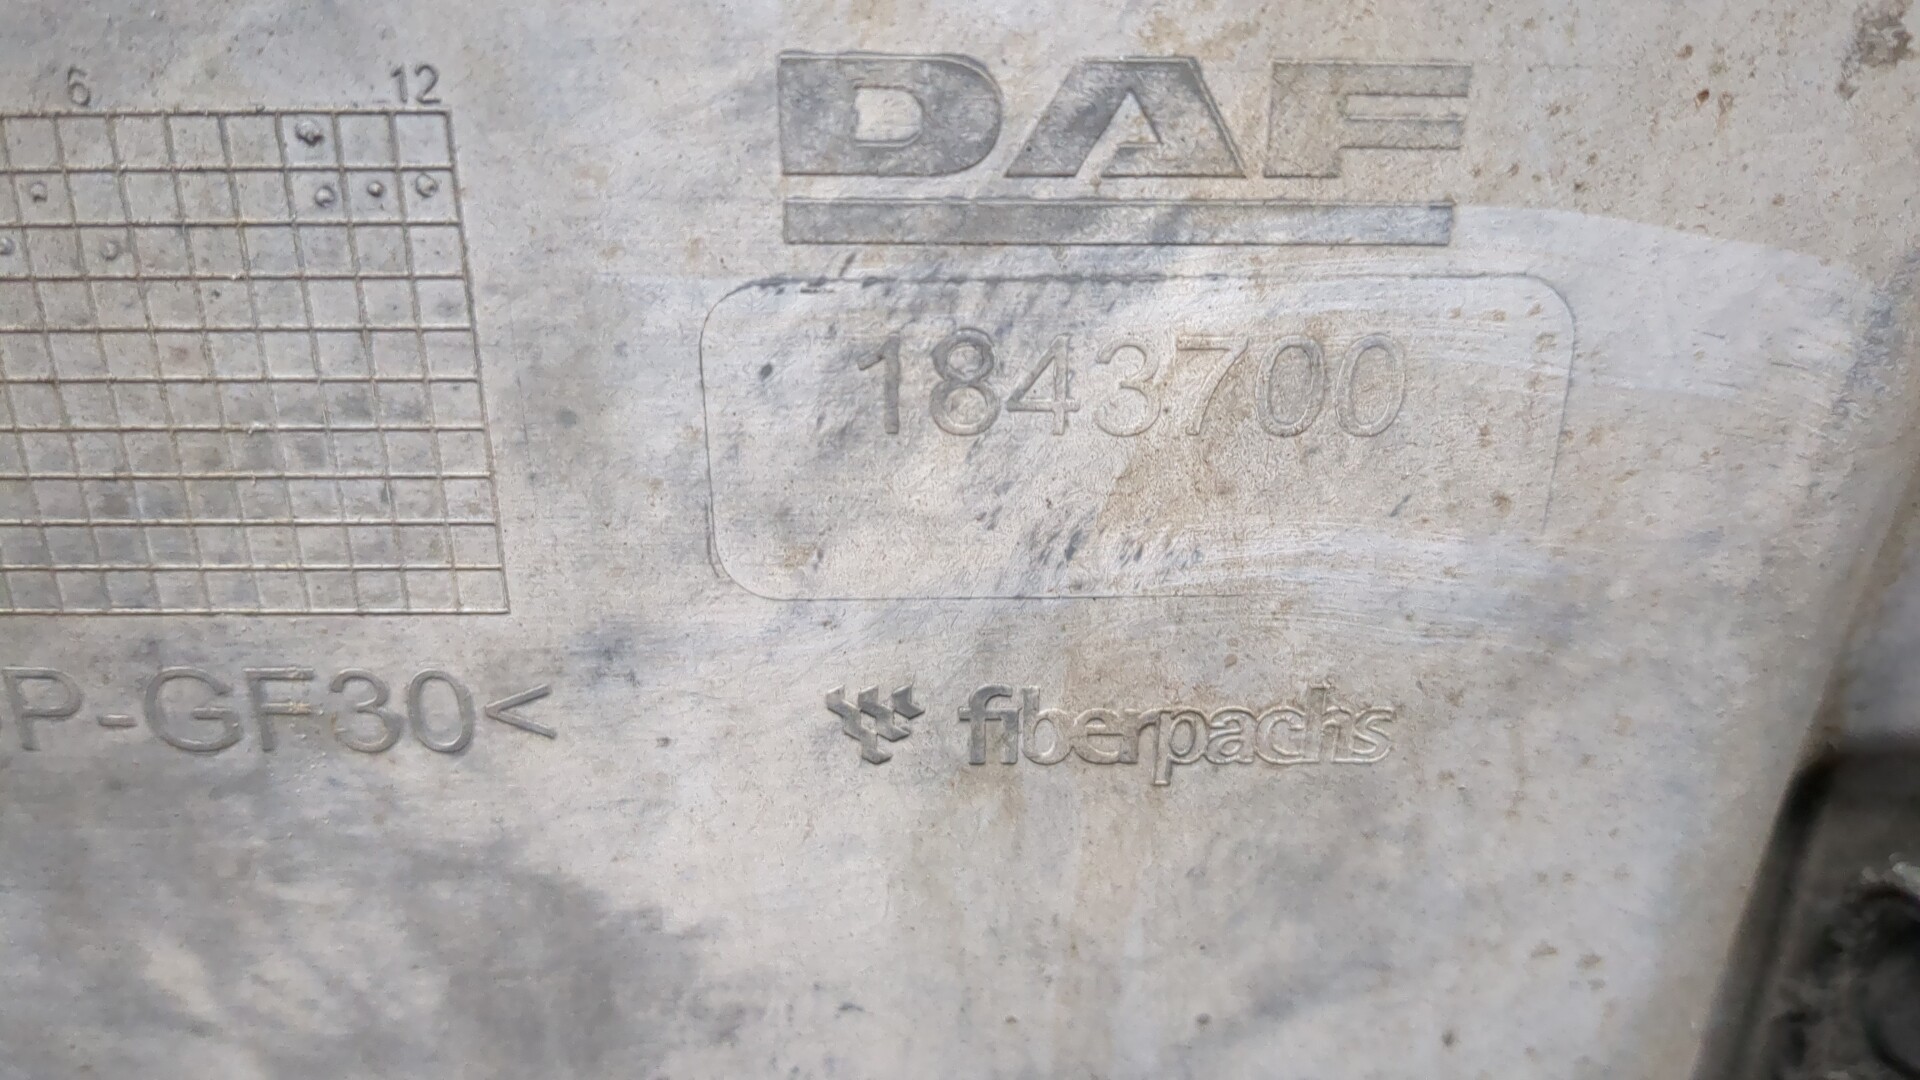 6 12
DAF
1843700
P-GF30<
fiberpachs